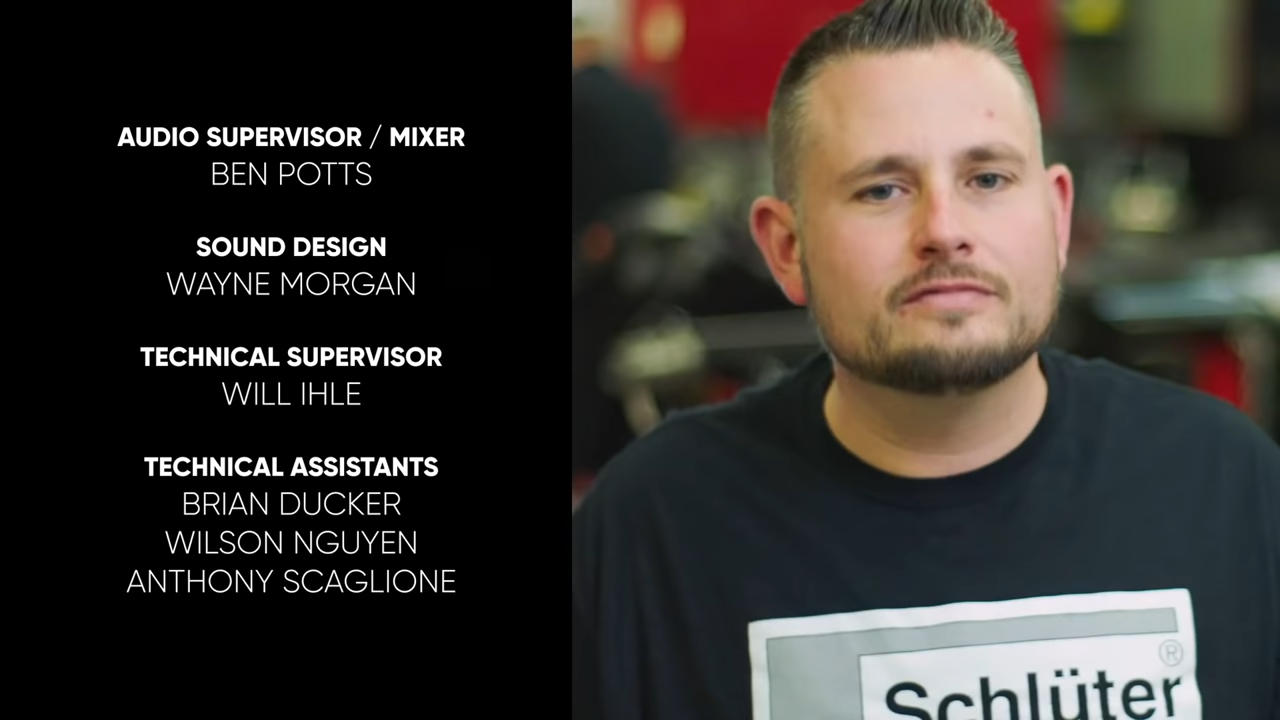 AUDIO SUPERVISOR / MIXER
BEN POTTS
SOUND DESIGN
WAYNE MORGAN
TECHNICAL SUPERVISOR
WILL IHLE
TECHNICAL ASSISTANTS
BRIAN DUCKER
WILSON NGUYEN
ANTHONY SCAGLIONE
®
Schlüter